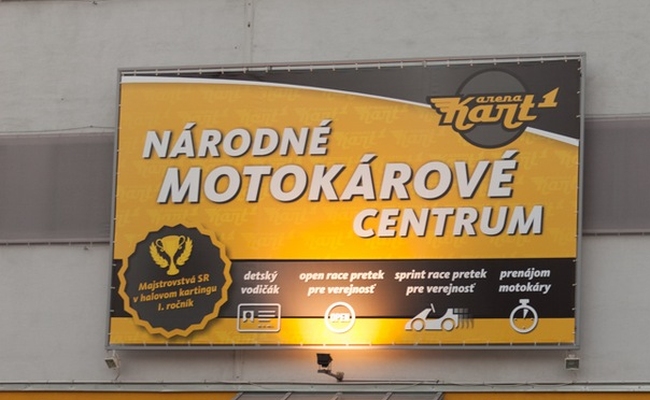 arena
Kart 1
NÁRODNÉ
MOTOKÁROVÉ
CENTRUM
Majstrovstvá SR
v halovom kartingu
I. ročník
detský
vodičák
open race pretek
pre verejnosť
OPEN
sprint race pretek
pre verejnosť
prenájom
motokáry